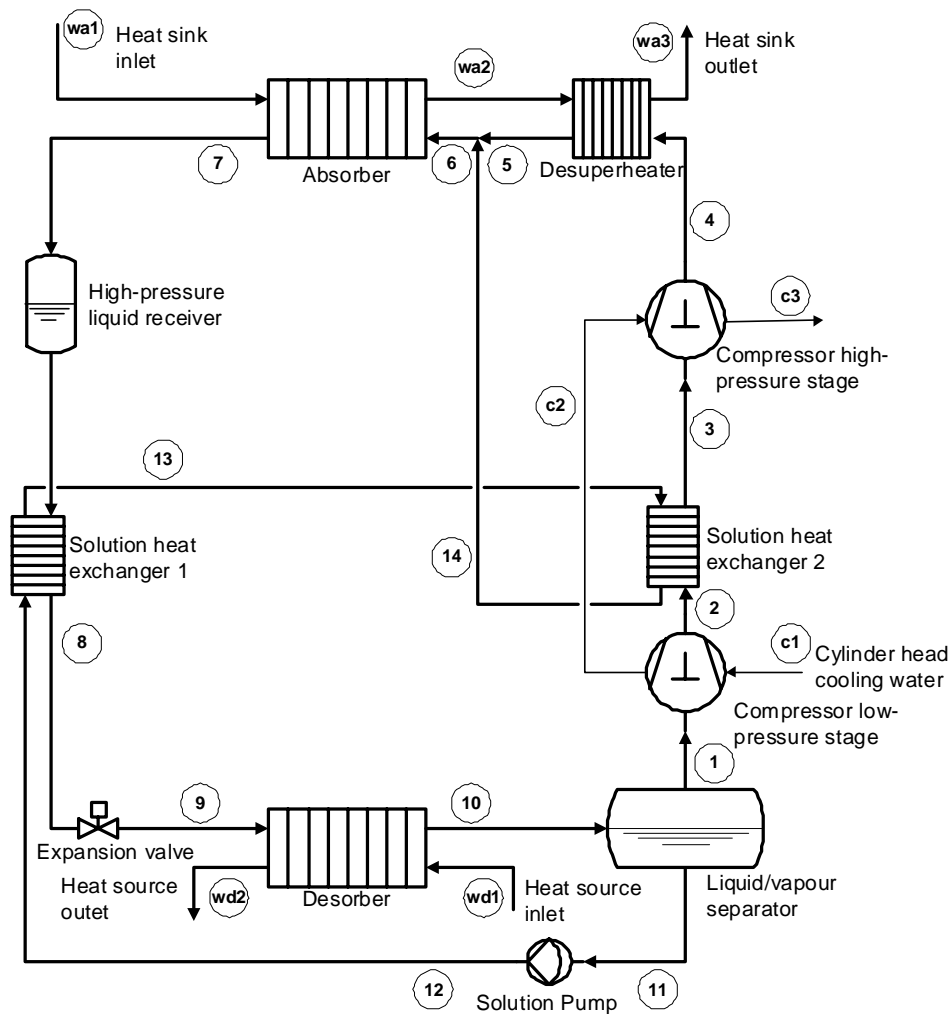 wa1
Heat sink
inlet
wa2
wa3
Heat sink
outlet
7
Absorber
6
5
Desuperheater
4
High-pressure
liquid receiver
c3
Compressor high-
pressure stage
c2
3
13
Solution heat
exchanger 1
14
Solution heat
exchanger 2
8
2
c1
Cylinder head
cooling water
Compressor low-
pressure stage
1
9
10
Expansion valve
Heat source
outet
wd2
Desorber
wd1
Heat source
inlet
Liquid/vapour
separator
12
Solution Pump
11